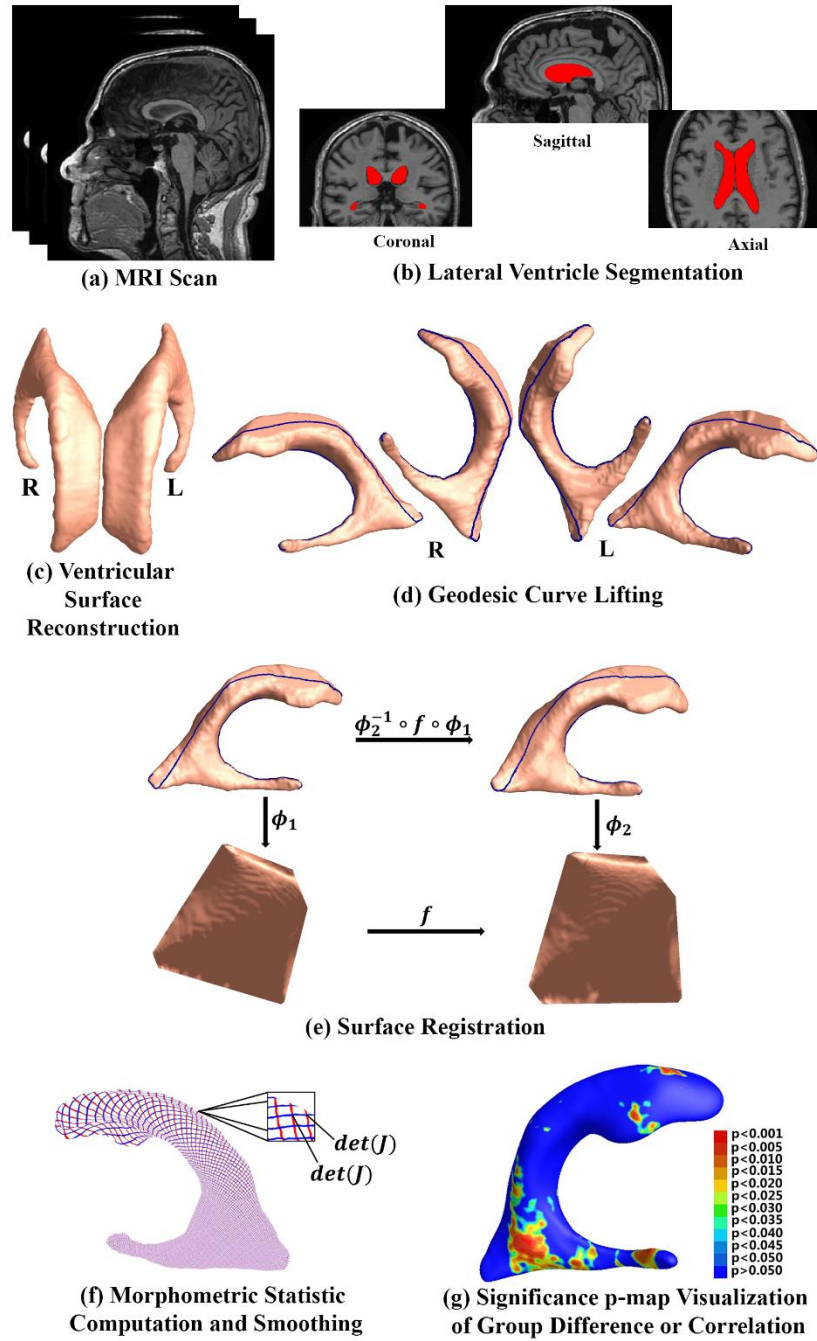 (a) MRI Scan
Coronal
Sagittal
Axial
(b) Lateral Ventricle Segmentation
R
L
(c) Ventricular
Surface
Reconstruction
R
L
(d) Geodesic Curve Lifting
ϕ₂⁻¹ ∘ f ∘ ϕ₁
ϕ₁
ϕ₂
f
(e) Surface Registration
det(J)
det(J)
(f) Morphometric Statistic
Computation and Smoothing
p<0.001
p<0.005
p<0.010
p<0.015
p<0.020
p<0.025
p<0.030
p<0.035
p<0.040
p<0.045
p<0.050
p>0.050
(g) Significance p-map Visualization
of Group Difference or Correlation